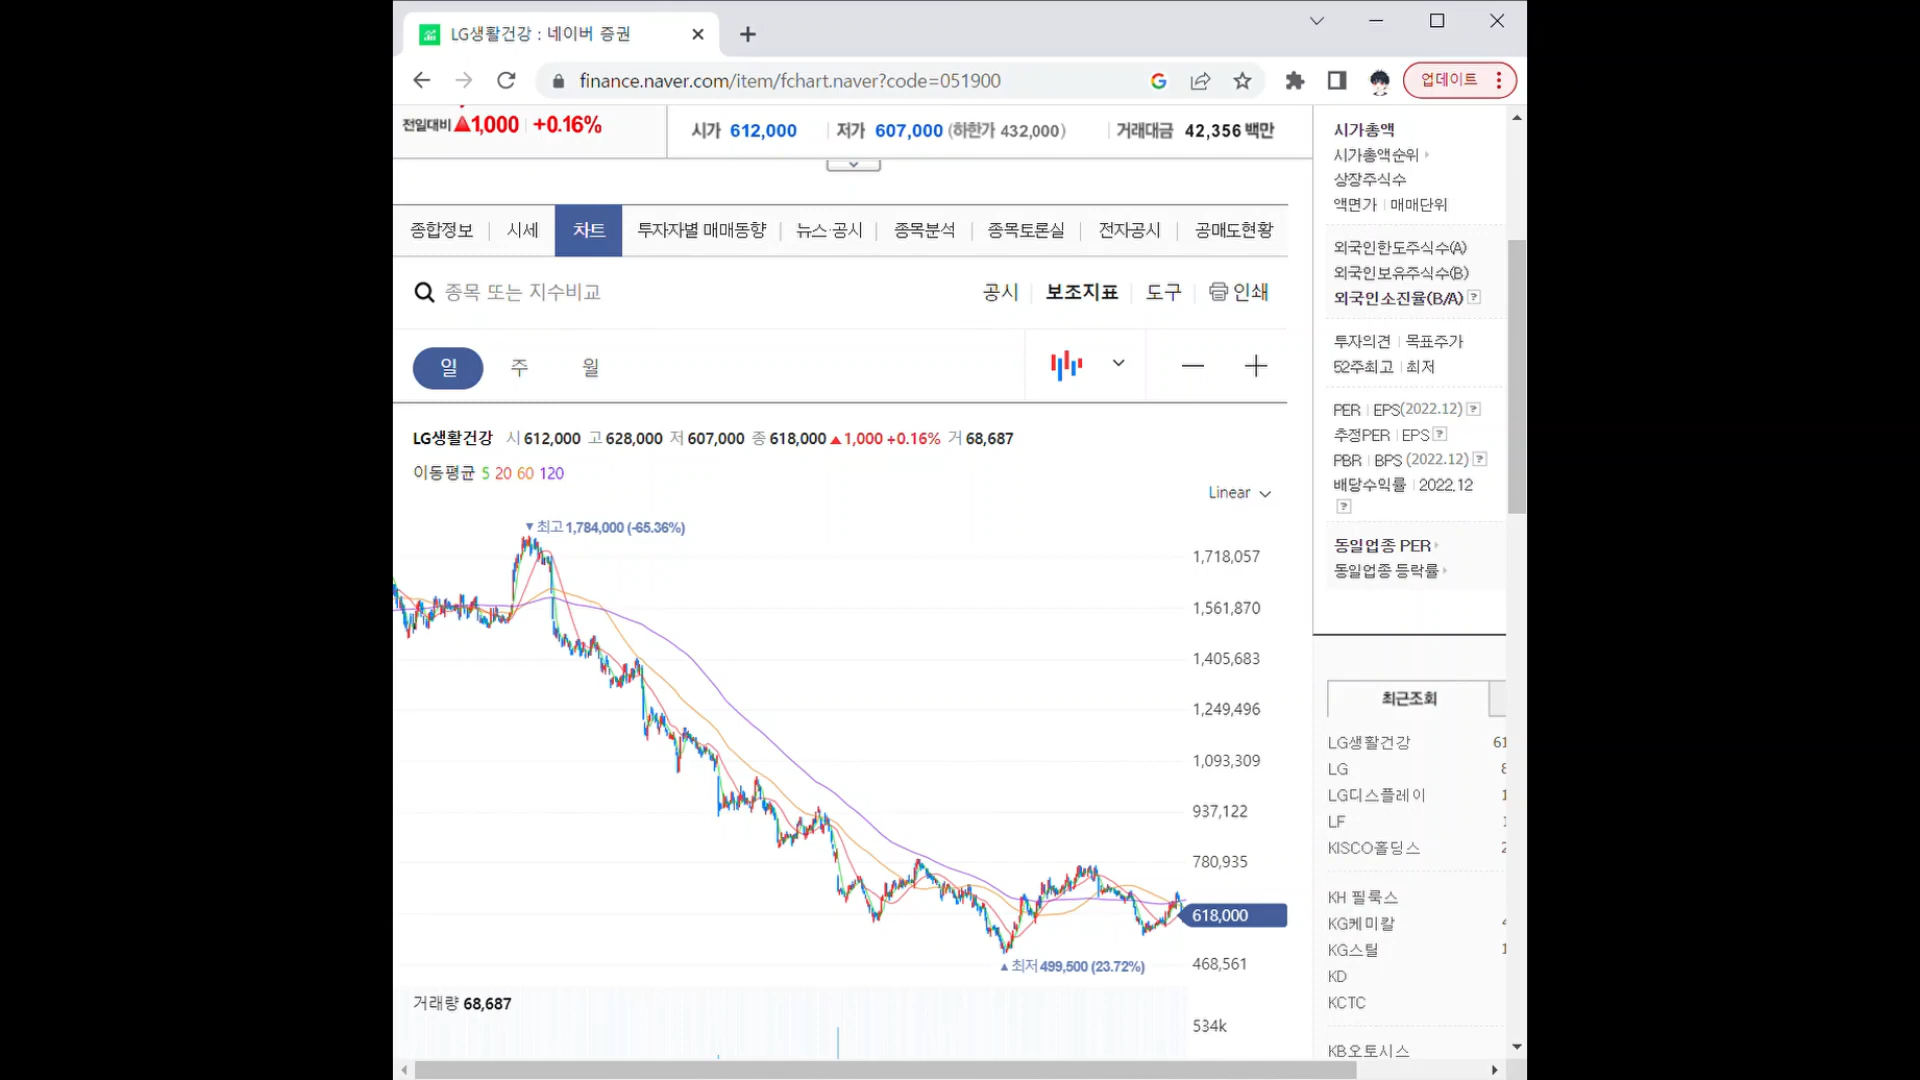 LG생활건강 : 네이버 증권
finance.naver.com/item/fchart.naver?code=051900
업데이트
전일대비 ▲1,000 +0.16%
시가 612,000 저가 607,000 (하한가 432,000) 거래대금 42,356 백만
종합정보 시세 차트 투자자별 매매동향 뉴스·공시 종목분석 종목토론실 전자공시 공매도현황
종목 또는 지수비교
공시 보조지표 도구 인쇄
일 주 월
LG생활건강 시 612,000 고 628,000 저 607,000 종 618,000 ▲1,000 +0.16% 거 68,687
이동평균 5 20 60 120
Linear
▼최고 1,784,000 (-65.36%)
1,718,057
1,561,870
1,405,683
1,249,496
1,093,309
937,122
780,935
618,000
468,561
▲최저 499,500 (23.72%)
거래량 68,687
534k
시가총액
시가총액순위
상장주식수
액면가 매매단위
외국인한도주식수(A)
외국인보유주식수(B)
외국인소진율(B/A) ?
투자의견 목표주가
52주최고 최저
PER EPS(2022.12) ?
추정PER EPS ?
PBR BPS (2022.12) ?
배당수익률 2022.12
?
동일업종 PER
동일업종 등락률
최근조회
LG생활건강 61
LG 8
LG디스플레이 1
LF
KISCO홀딩스 2
KH 필룩스
KG케미칼 4
KG스틸 1
KD
KCTC
KB오토시스